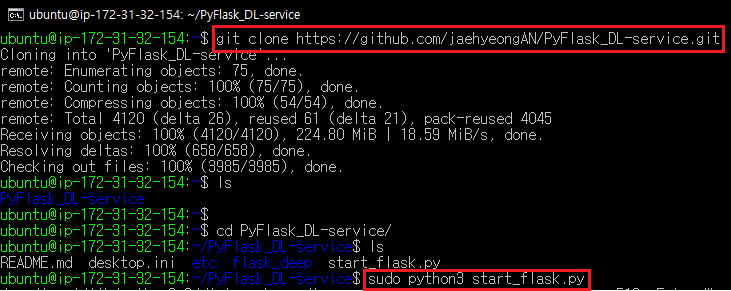 ubuntu@ip-172-31-32-154: ~/PyFlask_DL-service
ubuntu@ip-172-31-32-154:~$ git clone https://github.com/jaehyeongAN/PyFlask_DL-service.git
Cloning into 'PyFlask_DL-service'...
remote: Enumerating objects: 75, done.
remote: Counting objects: 100% (75/75), done.
remote: Compressing objects: 100% (54/54), done.
remote: Total 4120 (delta 26), reused 61 (delta 21), pack-reused 4045
Receiving objects: 100% (4120/4120), 224.80 MiB | 18.59 MiB/s, done.
Resolving deltas: 100% (658/658), done.
Checking out files: 100% (3985/3985), done.
ubuntu@ip-172-31-32-154:~$ ls
PyFlask_DL-service
ubuntu@ip-172-31-32-154:~$
ubuntu@ip-172-31-32-154:~$ cd PyFlask_DL-service/
ubuntu@ip-172-31-32-154:~/PyFlask_DL-service$ ls
README.md desktop.ini etc flask_deep start_flask.py
ubuntu@ip-172-31-32-154:~/PyFlask_DL-service$ sudo python3 start_flask.py